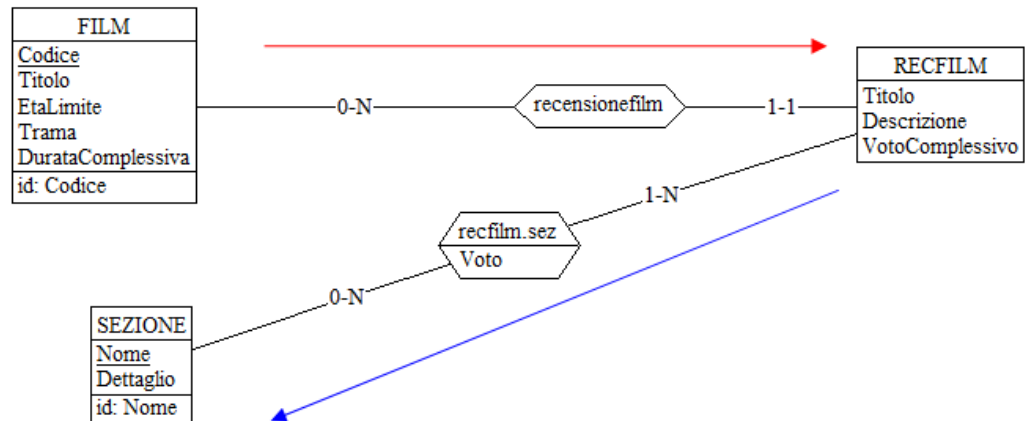 FILM
Codice
Titolo
EtaLimite
Trama
DurataComplessiva
id: Codice
0-N
recensionefilm
1-1
RECFILM
Titolo
Descrizione
VotoComplessivo
1-N
recfilm.sez
Voto
0-N
SEZIONE
Nome
Dettaglio
id: Nome